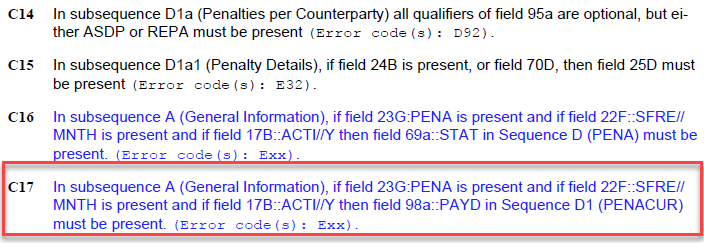 C14 In subsequence D1a (Penalties per Counterparty) all qualifiers of field 95a are optional, but ei-
ther ASDP or REPA must be present (Error code(s): D92).
C15 In subsequence D1a1 (Penalty Details), if field 24B is present, or field 70D, then field 25D must
be present (Error code(s): E32).
C16 In subsequence A (General Information), if field 23G:PENA is present and if field 22F::SFRE//
MNTH is present and if field 17B::ACTI//Y then field 69a::STAT in Sequence D (PENA) must be
present. (Error code(s): Exx).
C17 In subsequence A (General Information), if field 23G:PENA is present and if field 22F::SFRE//
MNTH is present and if field 17B::ACTI//Y then field 98a::PAYD in Sequence D1 (PENACUR)
must be present. (Error code(s): Exx).